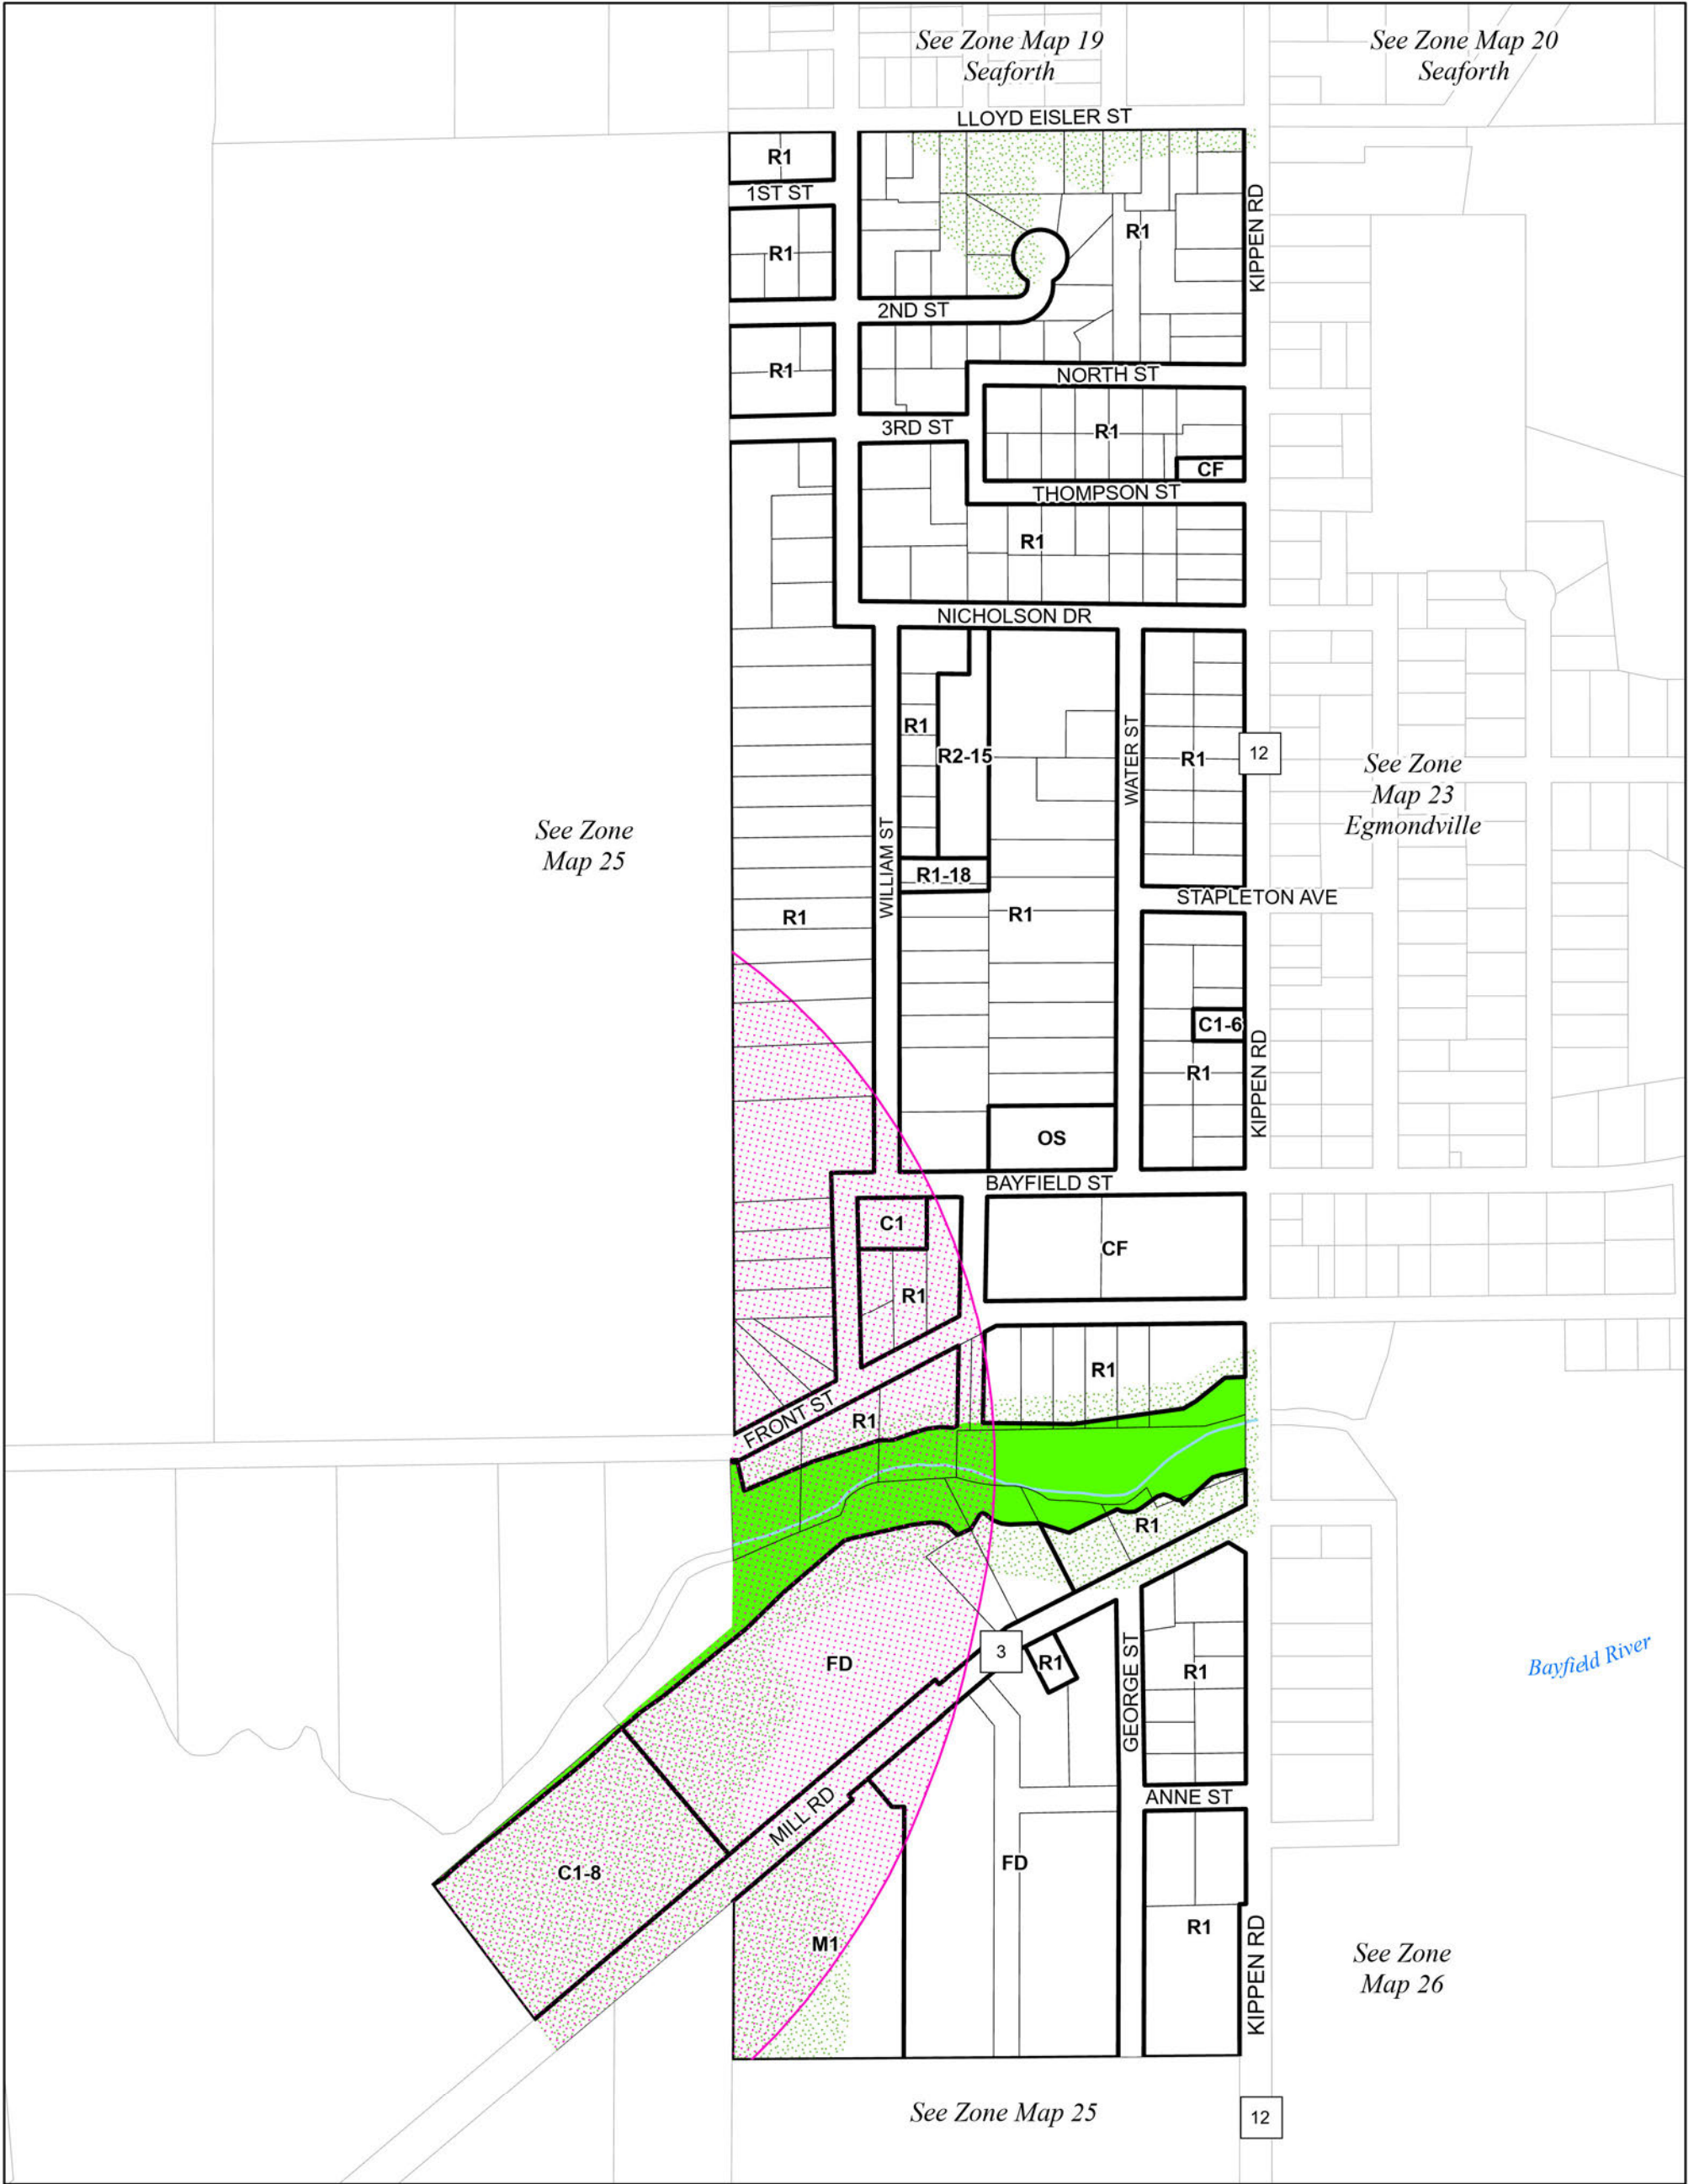 See Zone Map 19
Seaforth
See Zone Map 20
Seaforth
LLOYD EISLER ST
R1
1ST ST
KIPPEN RD
R1
R1
2ND ST
R1
NORTH ST
3RD ST
R1
CF
THOMPSON ST
R1
NICHOLSON DR
R1
R2-15
WATER ST
R1
12
See Zone
Map 23
Egmondville
See Zone
Map 25
WILLIAM ST
R1-18
STAPLETON AVE
R1
R1
C1-6
R1
KIPPEN RD
OS
BAYFIELD ST
C1
CF
R1
R1
FRONT ST
R1
R1
3
R1
FD
GEORGE ST
R1
Bayfield River
ANNE ST
MILL RD
C1-8
FD
R1
M1
KIPPEN RD
See Zone
Map 26
See Zone Map 25
12